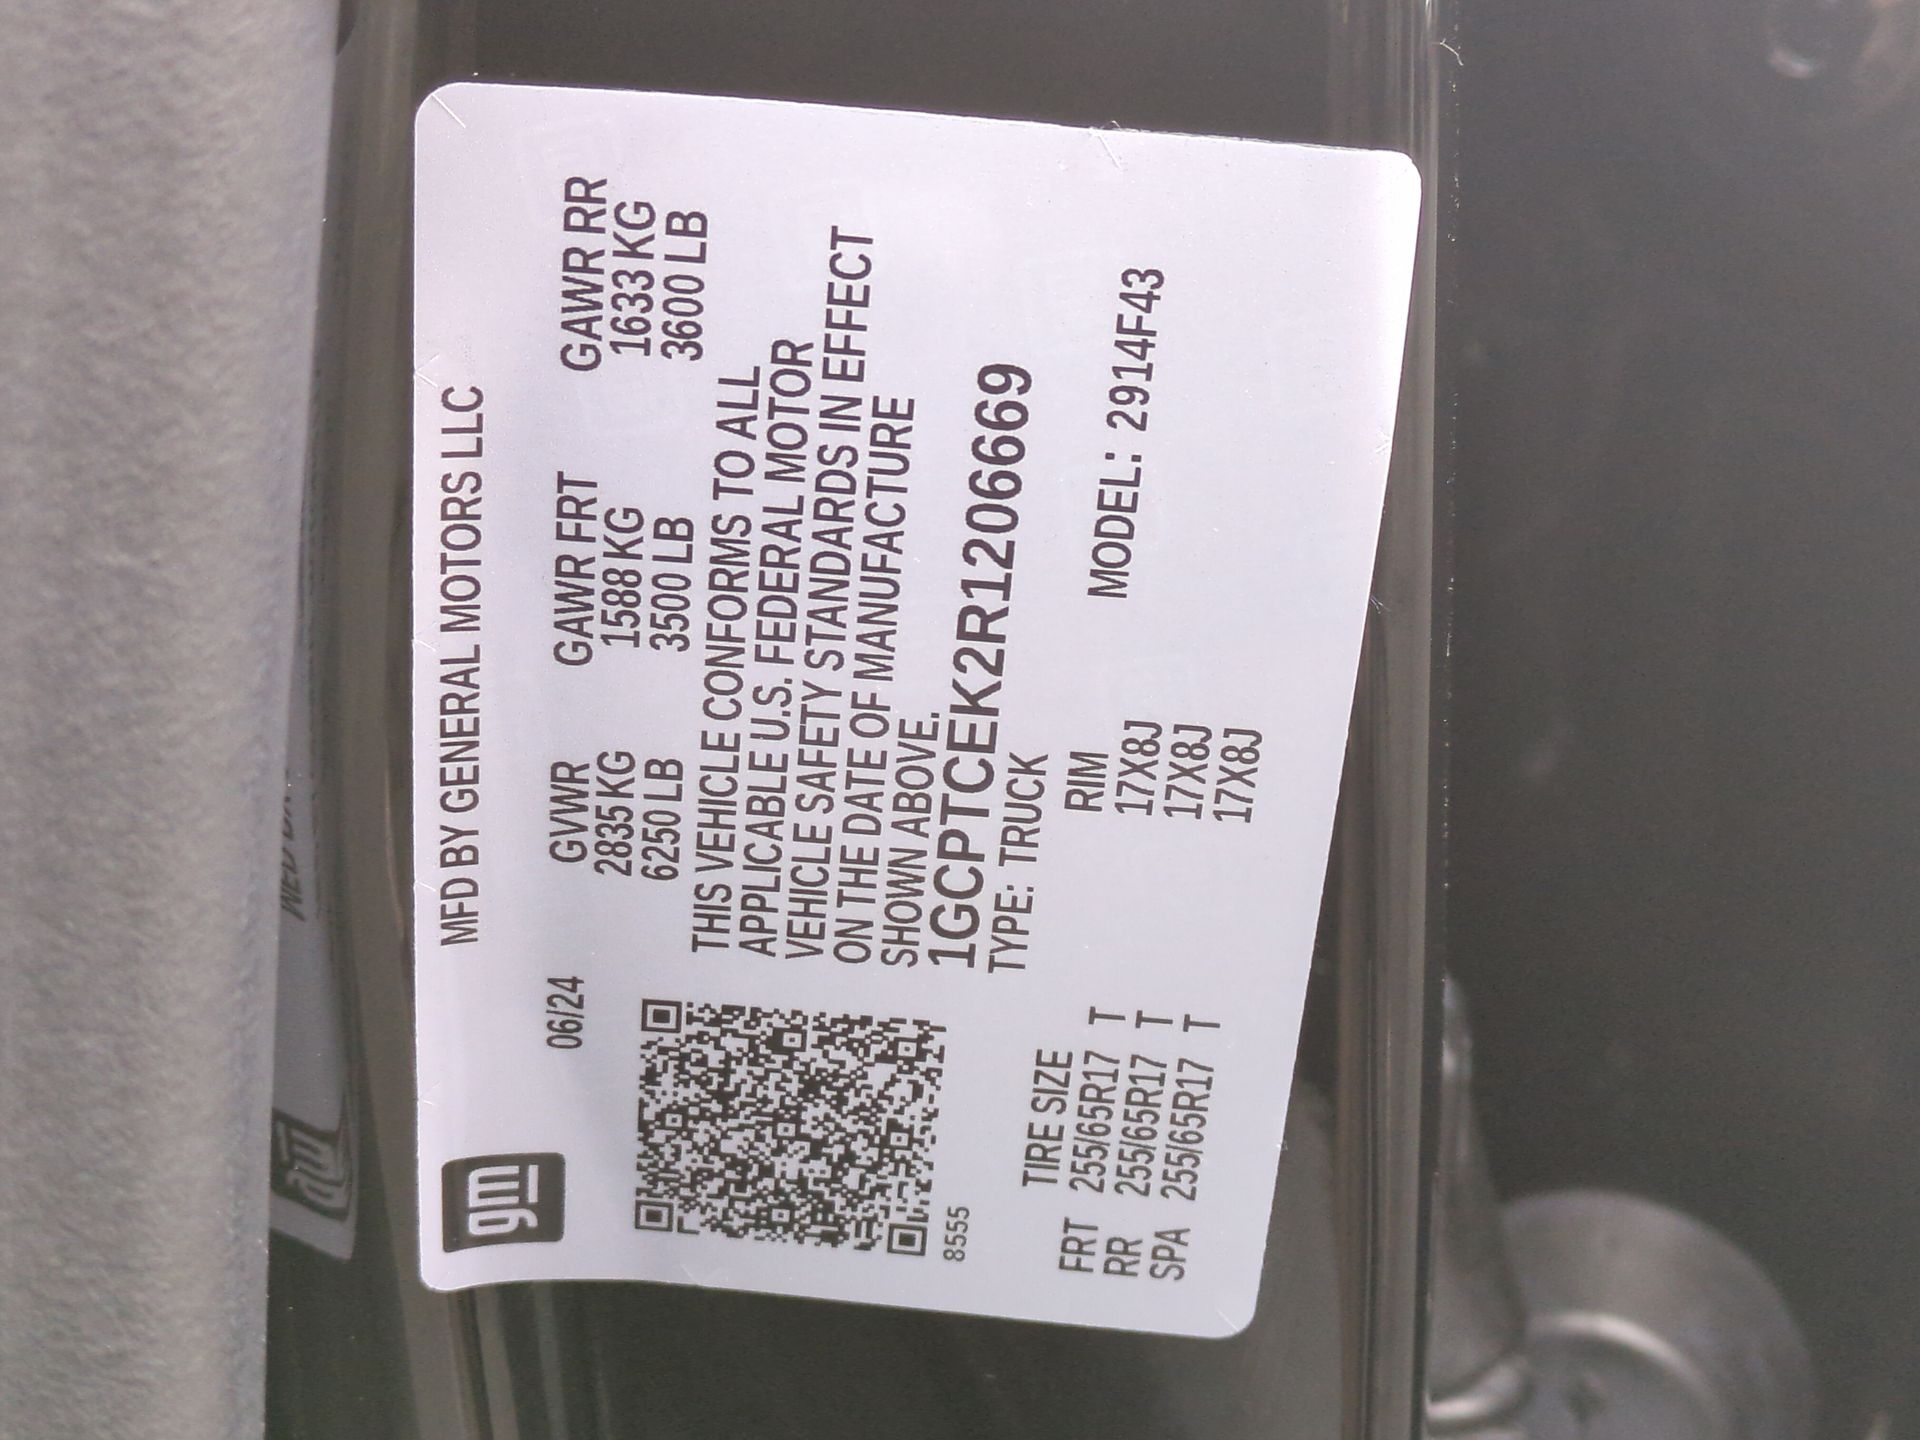 gm
MFD BY GENERAL MOTORS LLC
06/24
GVWR GAWR FRT GAWR RR
2835 KG 1588 KG 1633 KG
6250 LB 3500 LB 3600 LB
THIS VEHICLE CONFORMS TO ALL
APPLICABLE U.S. FEDERAL MOTOR
VEHICLE SAFETY STANDARDS IN EFFECT
ON THE DATE OF MANUFACTURE
SHOWN ABOVE.
1GCPTCEK2R1206669
TYPE: TRUCK
8555
MODEL: 2914F43
TIRE SIZE RIM
FRT 255/65R17 T 17X8J
RR 255/65R17 T 17X8J
SPA 255/65R17 T 17X8J
gm